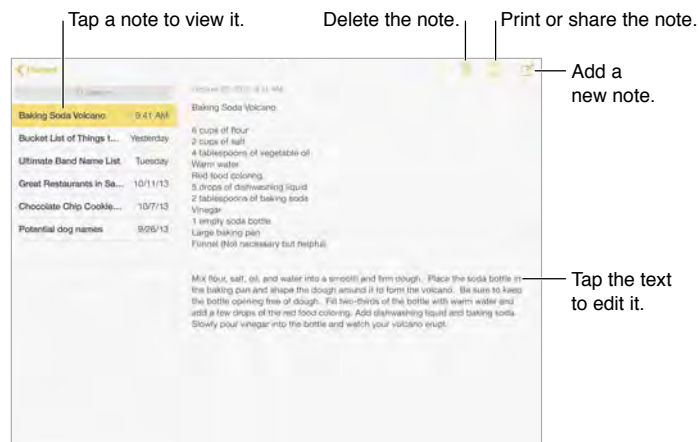 Tap a note to view it.
Delete the note.
Print or share the note.
Add a
new note.
Baking Soda Volcano 9:41 AM
Bucket List of Things t... Yesterday
Ultimate Band Name List Tuesday
Great Restaurants in Sa... 10/11/13
Chocolate Chip Cookie... 10/7/13
Potential dog names 9/26/13
Baking Soda Volcano
6 cups of flour
2 cups of salt
4 tablespoons of vegetable oil
Warm water
Red food coloring
5 drops of dishwashing liquid
2 tablespoons of baking soda
Vinegar
1 empty soda bottle
Large baking pan
Funnel (Not necessary but helpful)
Mix flour, salt, oil, and water into a smooth and firm dough. Place the soda bottle in
the baking pan and shape the dough around it to form the volcano. Be sure to keep
the bottle opening free of dough. Fill two-thirds of the bottle with warm water and
add a few drops of the red food coloring. Add dishwashing liquid and baking soda.
Slowly pour vinegar into the bottle and watch your volcano erupt.
Tap the text
to edit it.